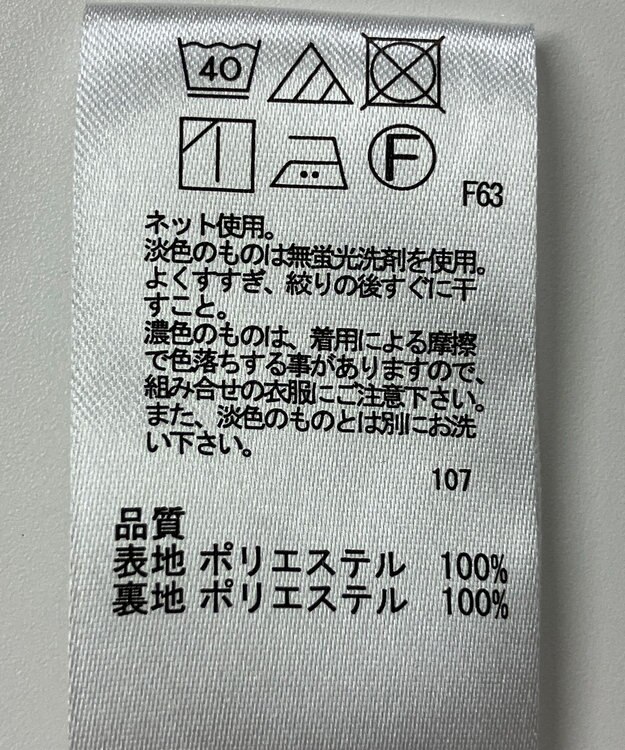 40
F
F63
ネット使用。
淡色のものは無蛍光洗剤を使用。
よくすすぎ、絞りの後すぐに干
すこと。
濃色のものは、着用による摩擦
で色落ちする事がありますので、
組み合せの衣服にご注意下さい。
また、淡色のものとは別にお洗
い下さい。
107
品質
表地 ポリエステル 100%
裏地 ポリエステル 100%